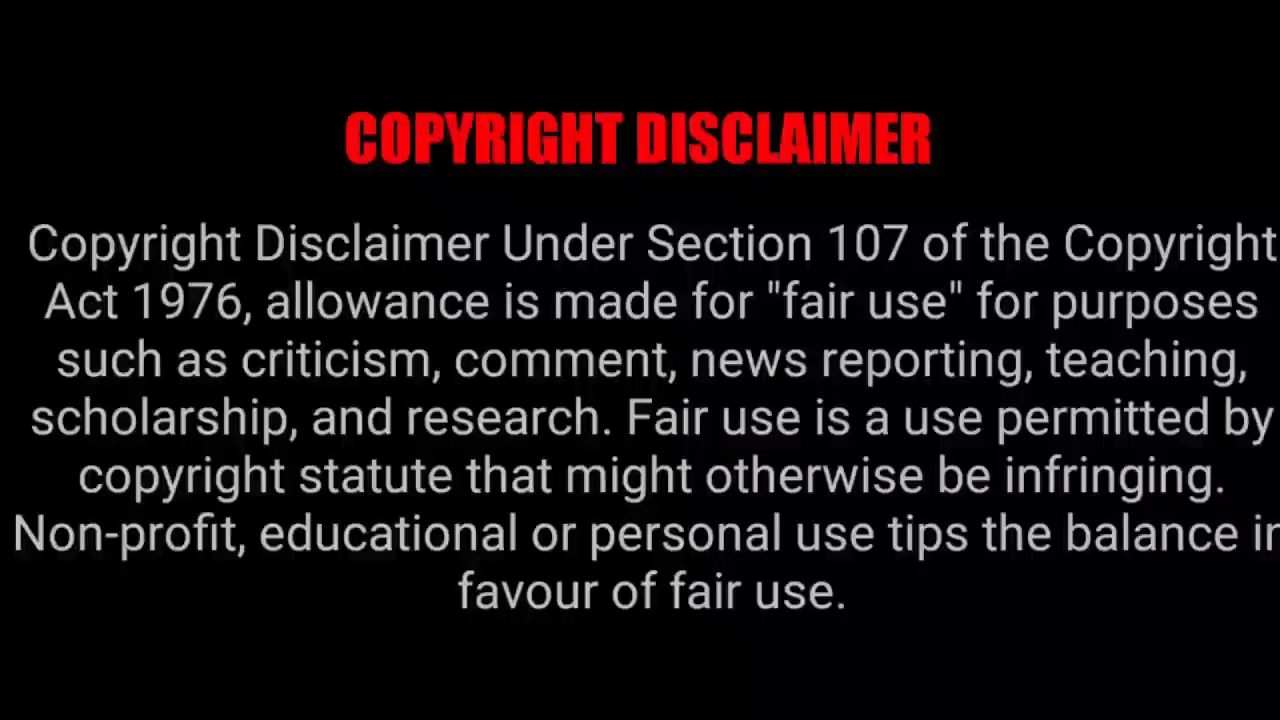 COPYRIGHT DISCLAIMER
Copyright Disclaimer Under Section 107 of the Copyright
Act 1976, allowance is made for "fair use" for purposes
such as criticism, comment, news reporting, teaching,
scholarship, and research. Fair use is a use permitted by
copyright statute that might otherwise be infringing.
Non-profit, educational or personal use tips the balance in
favour of fair use.